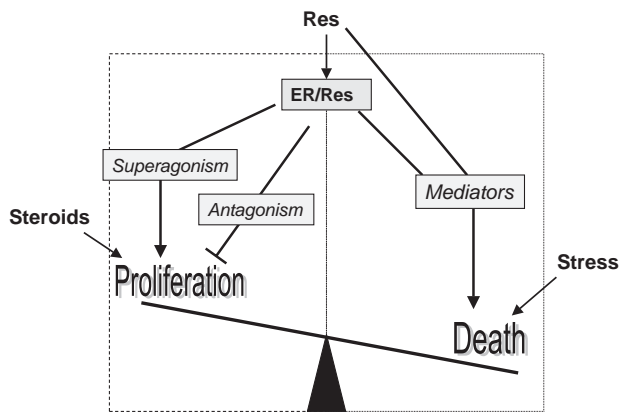 Res
ER/Res
Superagonism
Mediators
Antagonism
Steroids
Stress
Proliferation
Death